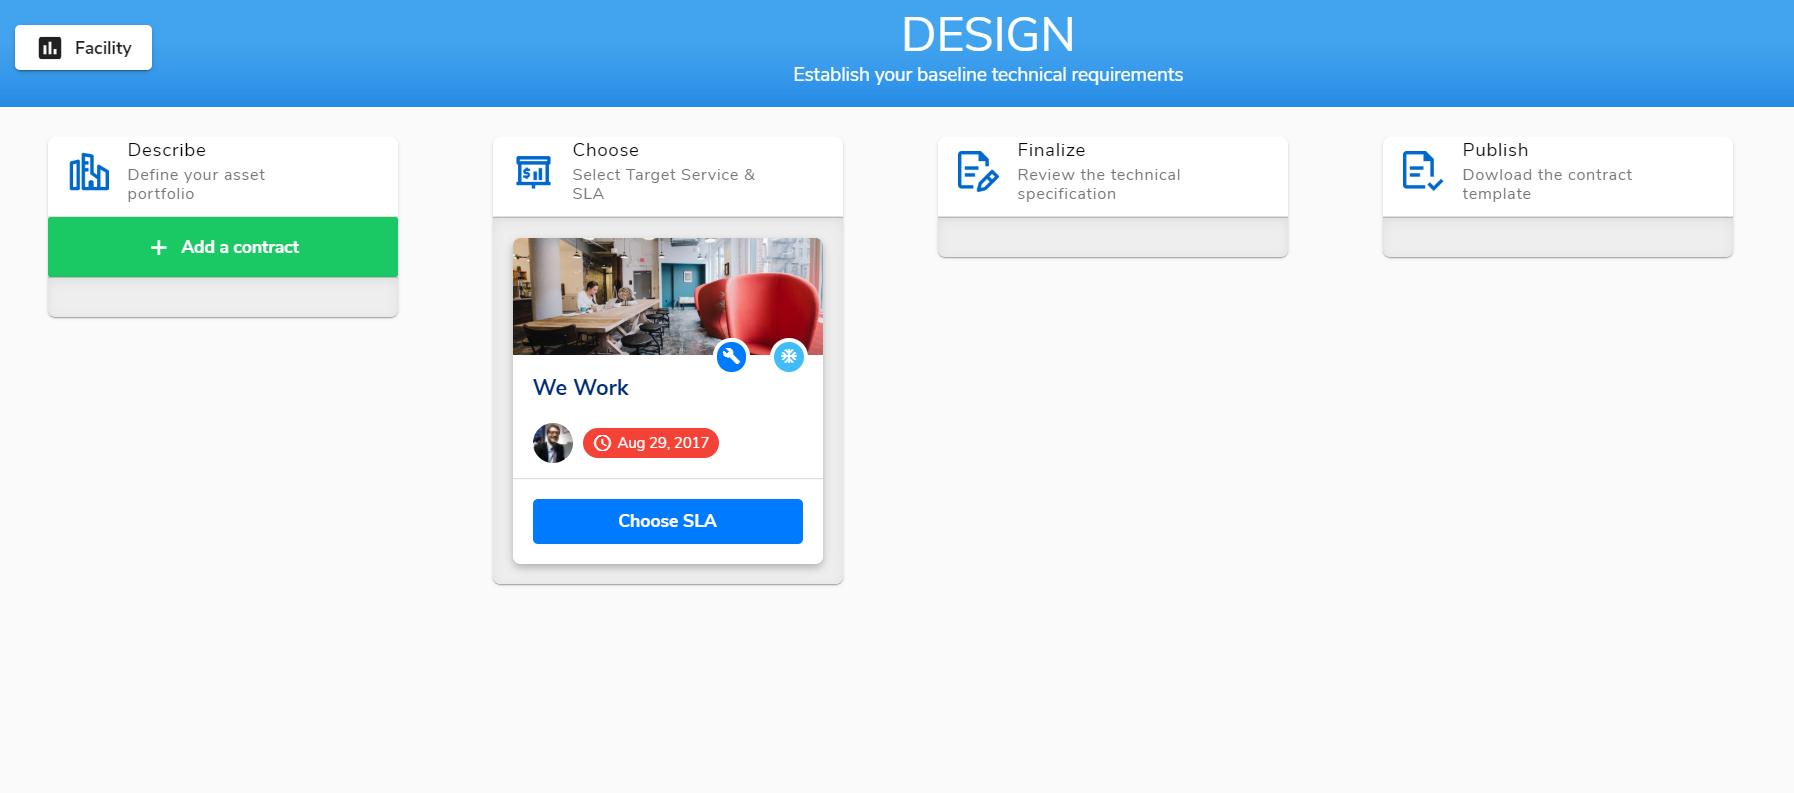 Facility
DESIGN
Establish your baseline technical requirements
Describe
Define your asset
portfolio
Add a contract
Choose
Select Target Service &
SLA
We Work
Aug 29, 2017
Choose SLA
Finalize
Review the technical
specification
Publish
Dowload the contract
template